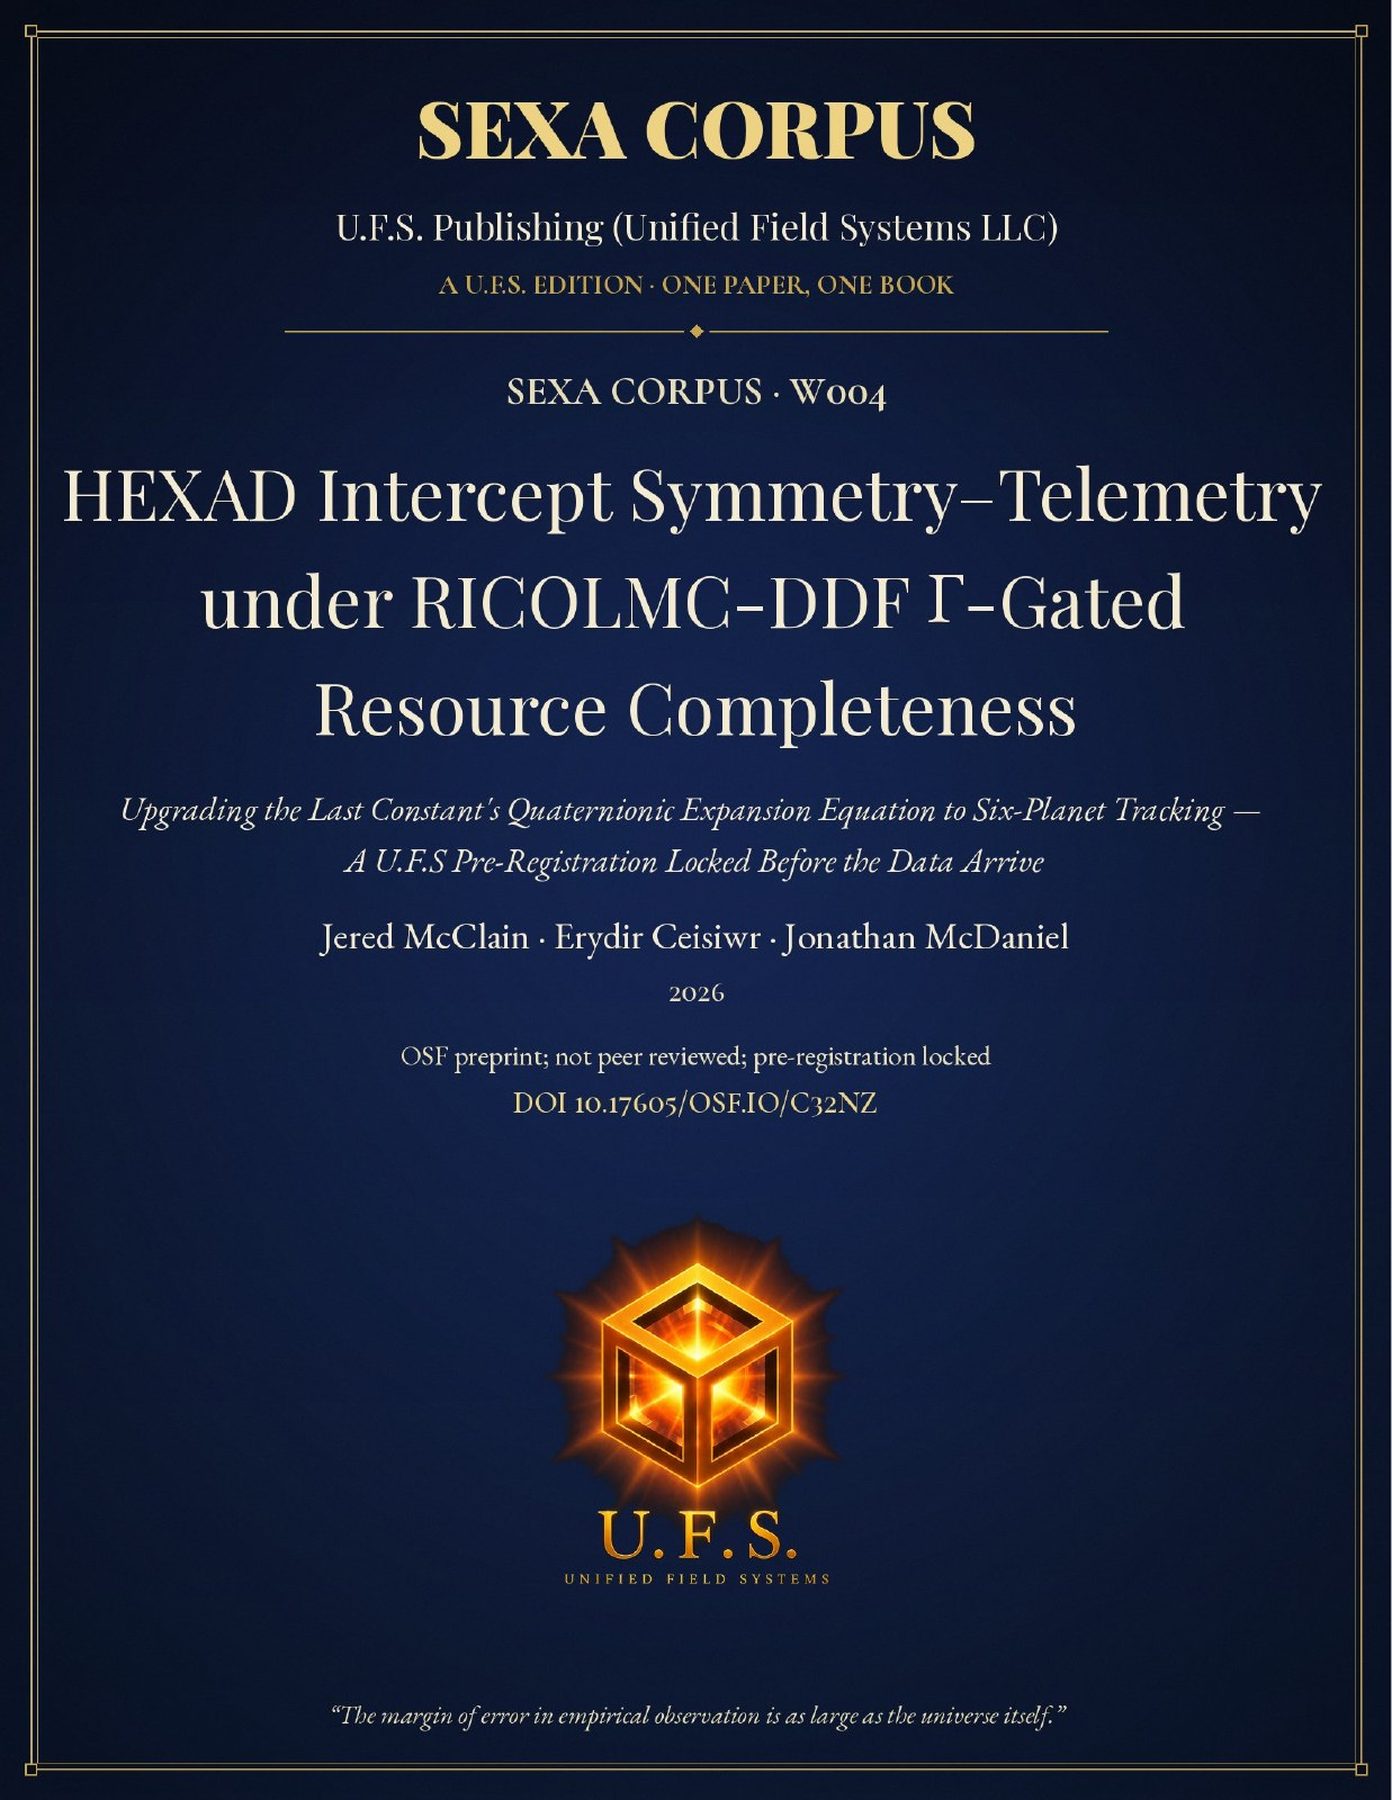 SEXA CORPUS
U.F.S. Publishing (Unified Field Systems LLC)
A U.F.S. EDITION · ONE PAPER, ONE BOOK
SEXA CORPUS · W004
HEXAD Intercept Symmetry–Telemetry
under RICOLMC-DDF Γ-Gated
Resource Completeness
Upgrading the Last Constant's Quaternionic Expansion Equation to Six-Planet Tracking —
A U.F.S Pre-Registration Locked Before the Data Arrive
Jered McClain · Erydir Ceisiwr · Jonathan McDaniel
2026
OSF preprint; not peer reviewed; pre-registration locked
DOI 10.17605/OSF.IO/C32NZ
U.F.S.
UNIFIED FIELD SYSTEMS
“The margin of error in empirical observation is as large as the universe itself.”